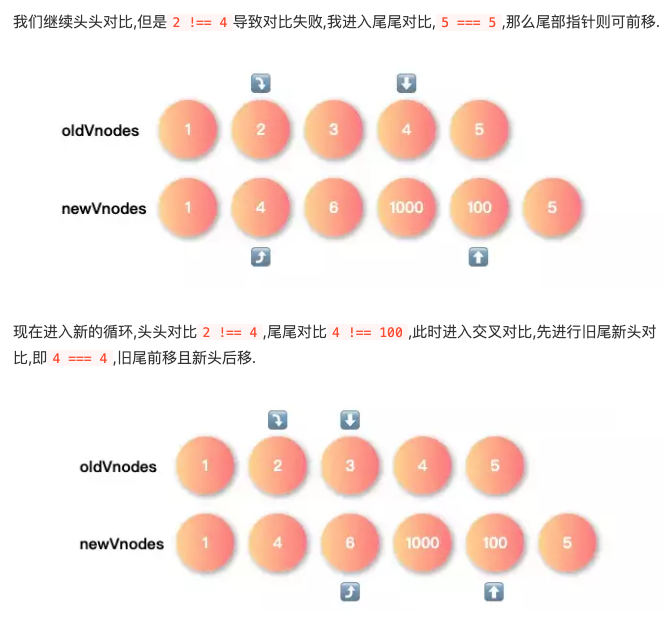 我们继续头头对比,但是 2 !== 4 导致对比失败,我进入尾尾对比, 5 === 5 ,那么尾部指针则可前移.
oldVnodes 1 2 3 4 5
newVnodes 1 4 6 1000 100 5
现在进入新的循环,头头对比 2 !== 4 ,尾尾对比 4 !== 100 ,此时进入交叉对比,先进行旧尾新头对
比,即 4 === 4 ,旧尾前移且新头后移.
oldVnodes 1 2 3 4 5
newVnodes 1 4 6 1000 100 5